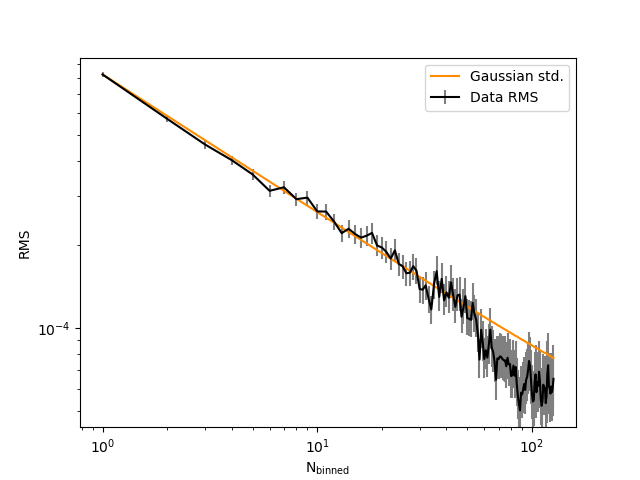 Gaussian std.
Data RMS
RMS
10⁻⁴
10⁰ 10¹ 10²
N_binned